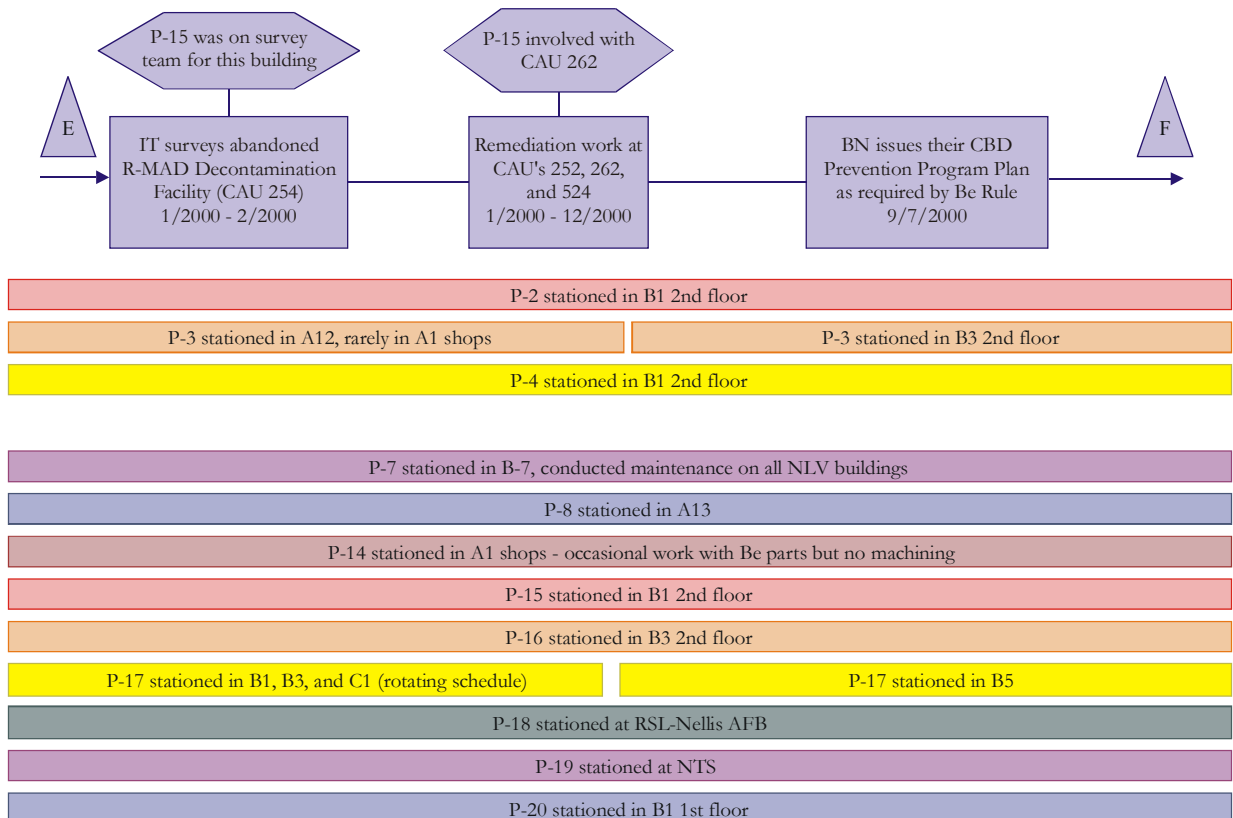 P-15 was on survey
team for this building
P-15 involved with
CAU 262
E
IT surveys abandoned
R-MAD Decontamination
Facility (CAU 254)
1/2000 - 2/2000
Remediation work at
CAU's 252, 262,
and 524
1/2000 - 12/2000
BN issues their CBD
Prevention Program Plan
as required by Be Rule
9/7/2000
F
P-2 stationed in B1 2nd floor
P-3 stationed in A12, rarely in A1 shops
P-3 stationed in B3 2nd floor
P-4 stationed in B1 2nd floor
P-7 stationed in B-7, conducted maintenance on all NLV buildings
P-8 stationed in A13
P-14 stationed in A1 shops - occasional work with Be parts but no machining
P-15 stationed in B1 2nd floor
P-16 stationed in B3 2nd floor
P-17 stationed in B1, B3, and C1 (rotating schedule)
P-17 stationed in B5
P-18 stationed at RSL-Nellis AFB
P-19 stationed at NTS
P-20 stationed in B1 1st floor